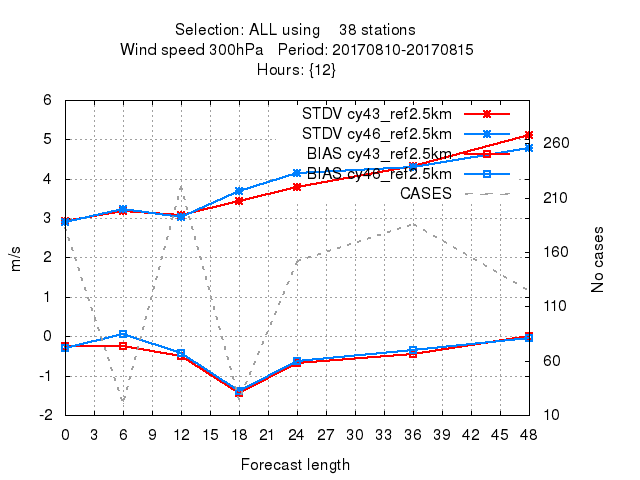 Selection: ALL using 38 stations
Wind speed 300hPa Period: 20170810-20170815
Hours: {12}
6
5
4
3
2
1
0
-1
-2
m/s
STDV cy43_ref2.5km
STDV cy46_ref2.5km
BIAS cy43_ref2.5km
BIAS cy46_ref2.5km
CASES
260
210
160
110
60
10
No cases
0 3 6 9 12 15 18 21 24 27 30 33 36 39 42 45 48
Forecast length